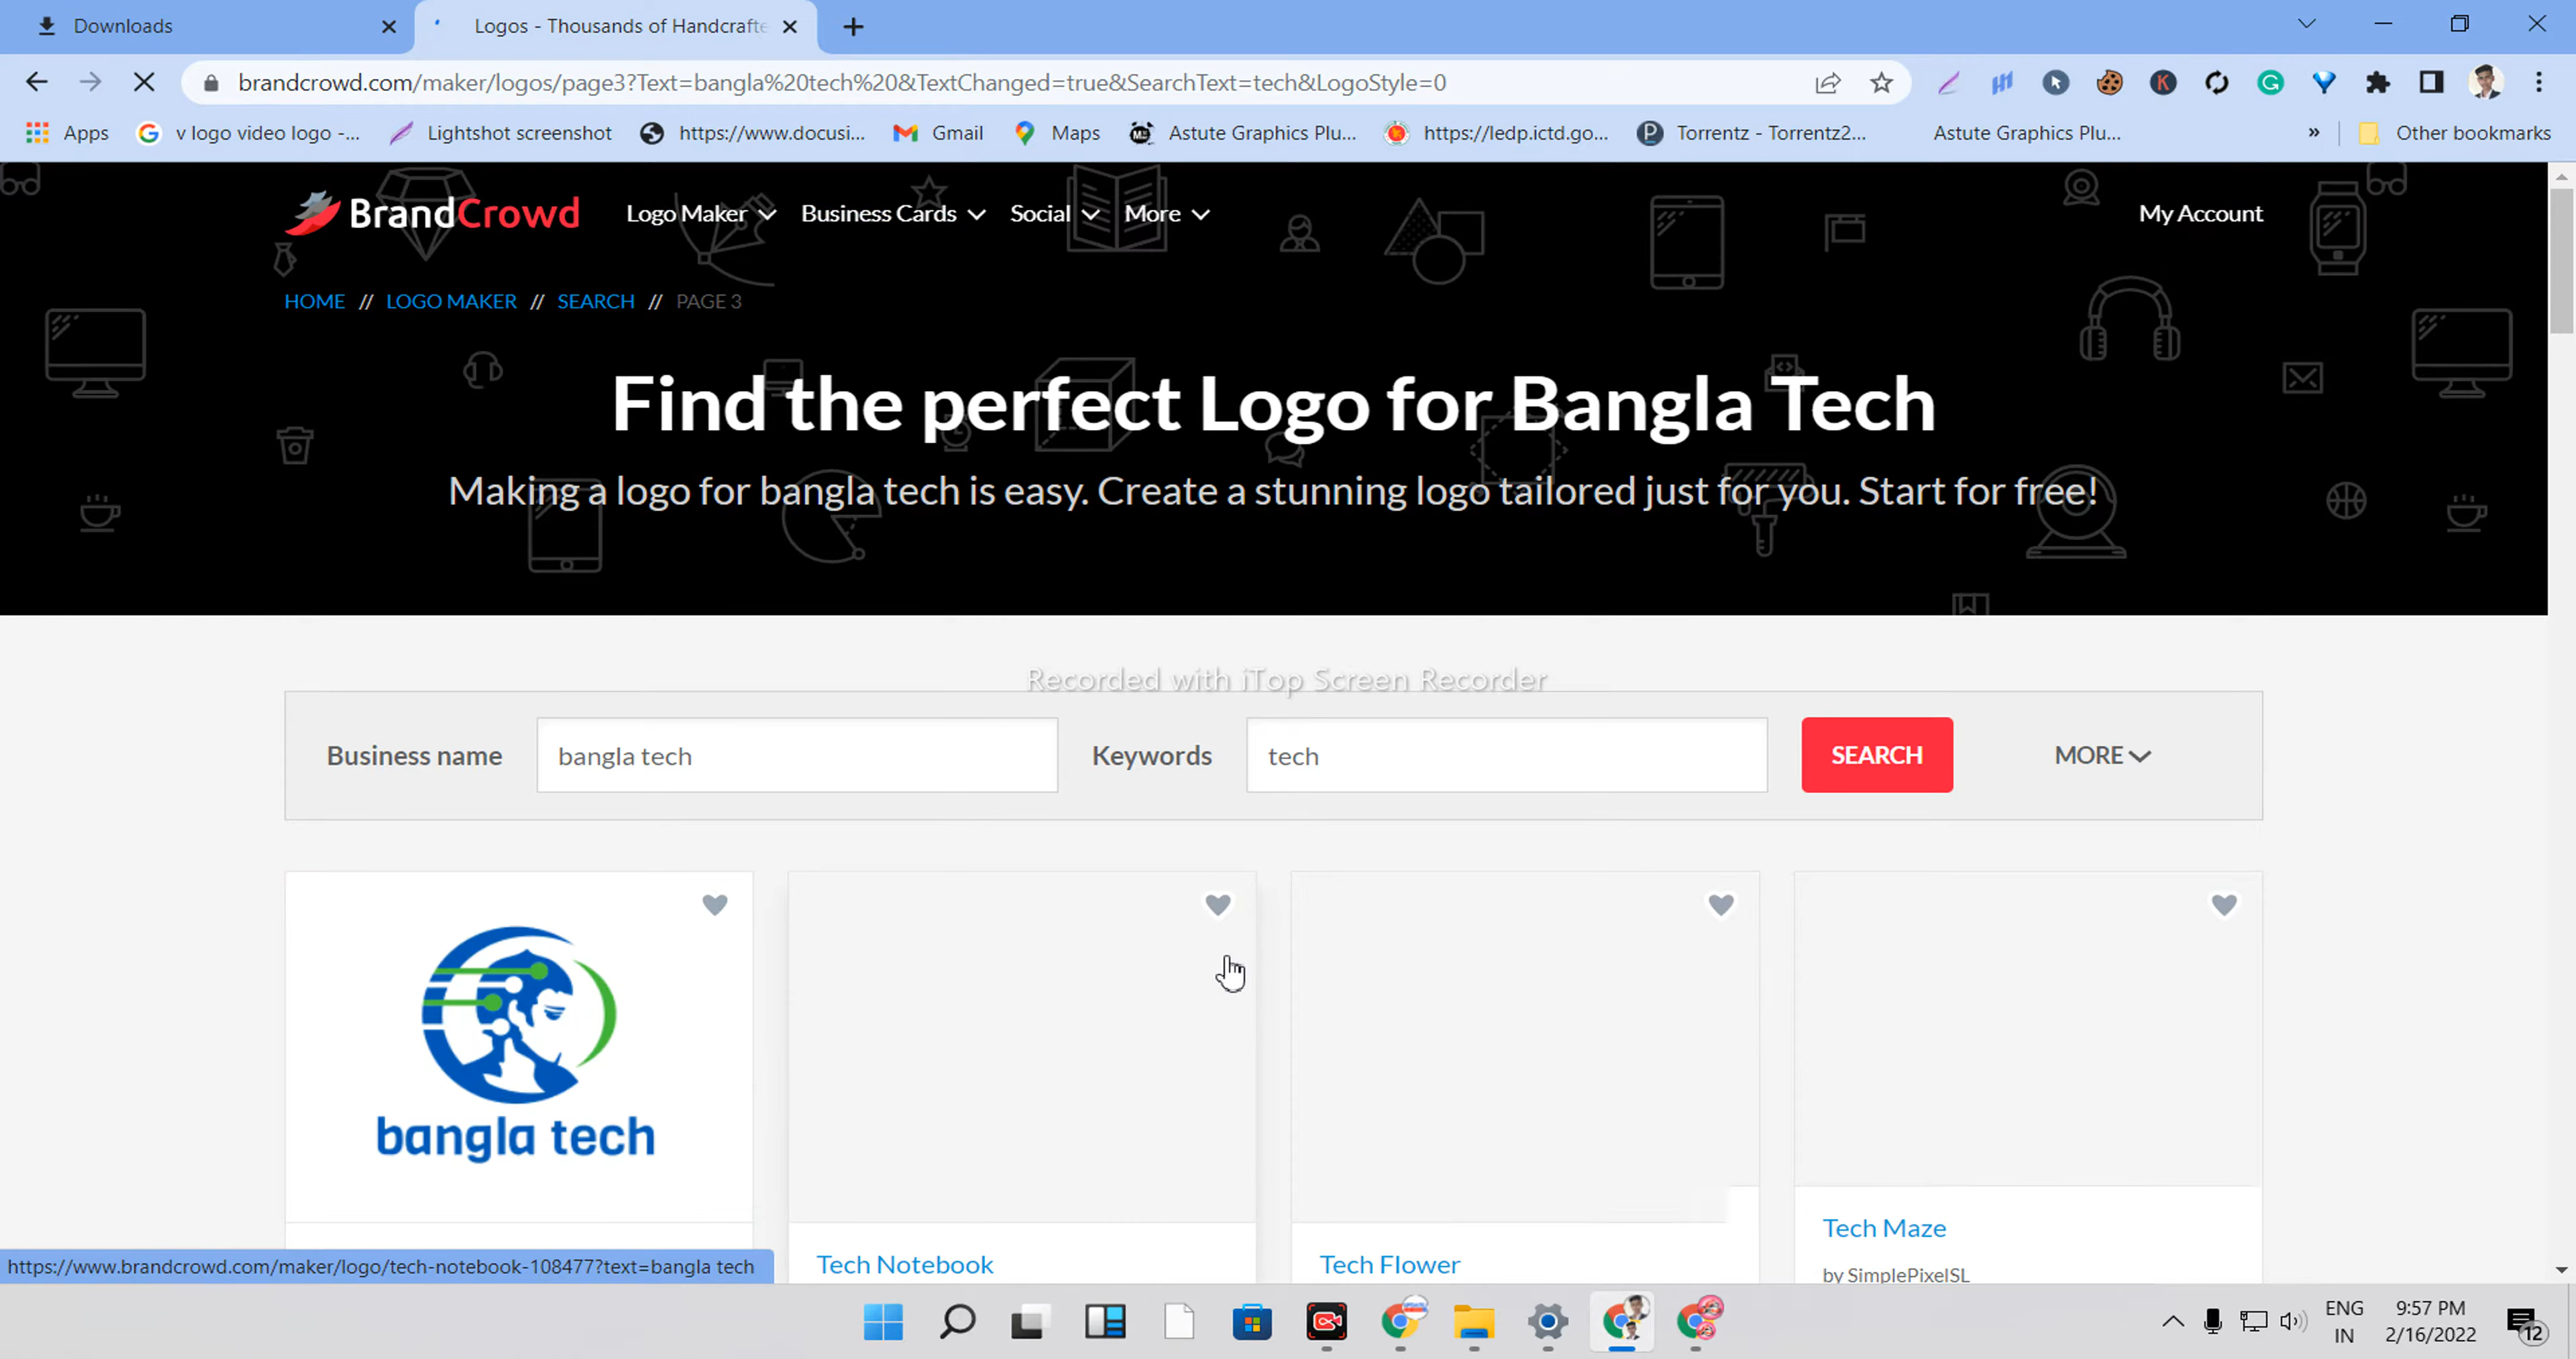 Downloads
Logos - Thousands of Handcrafte
brandcrowd.com/maker/logos/page3?Text=bangla%20tech%20&TextChanged=true&SearchText=tech&LogoStyle=0
Apps
v logo video logo -...
Lightshot screenshot
https://www.docusi...
Gmail
Maps
Astute Graphics Plu...
https://ledp.ictd.go...
Torrentz - Torrentz2...
Astute Graphics Plu...
»
Other bookmarks
BrandCrowd
Logo Maker
Business Cards
Social
More
My Account
HOME // LOGO MAKER // SEARCH // PAGE 3
Find the perfect Logo for Bangla Tech
Making a logo for bangla tech is easy. Create a stunning logo tailored just for you. Start for free!
Recorded with iTop Screen Recorder
Business name
bangla tech
Keywords
tech
SEARCH
MORE
bangla tech
Tech Notebook
Tech Flower
Tech Maze
by SimplePixelSL
https://www.brandcrowd.com/maker/logo/tech-notebook-108477?text=bangla tech
ENG
IN
9:57 PM
2/16/2022
12